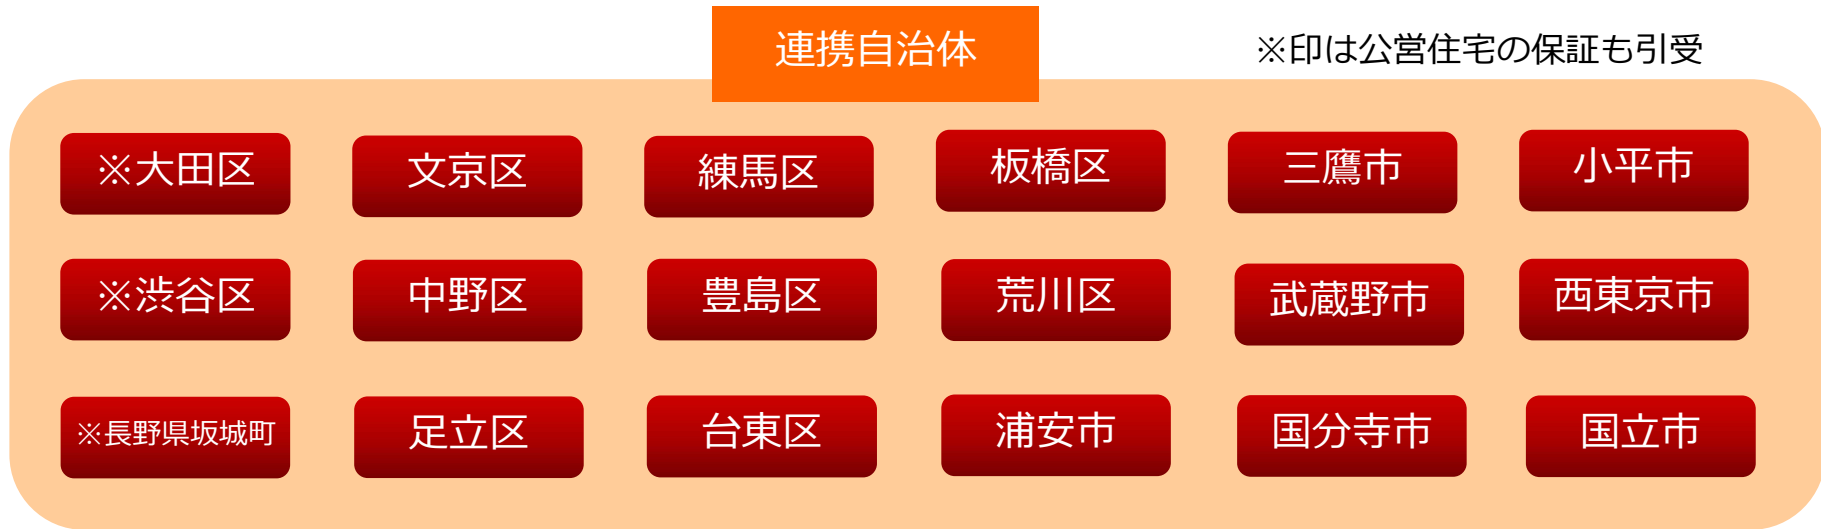 連携自治体
※印は公営住宅の保証も引受
※大田区
文京区
練馬区
板橋区
三鷹市
小平市
※渋谷区
中野区
豊島区
荒川区
武蔵野市
西東京市
※長野県坂城町
足立区
台東区
浦安市
国分寺市
国立市